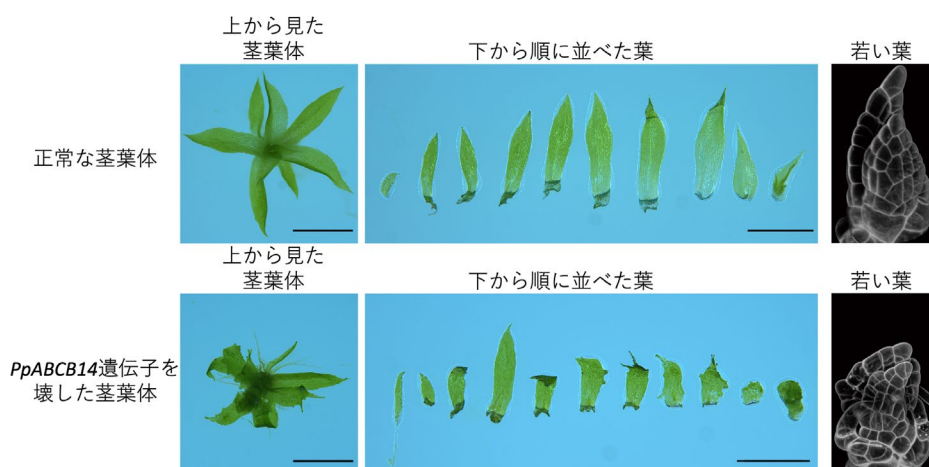 上から見た
茎葉体
下から順に並べた葉
若い葉
正常な茎葉体
上から見た
茎葉体
下から順に並べた葉
若い葉
PpABCB14遺伝子を
壊した茎葉体